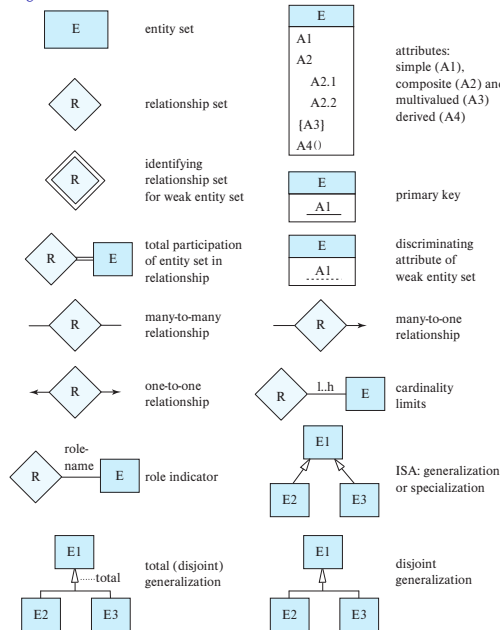 E
entity set
R
relationship set
R
identifying
relationship set
for weak entity set
R
E
total participation
of entity set in
relationship
R
many-to-many
relationship
R
one-to-one
relationship
role-
name
R
E
role indicator
E1
total
E2
E3
total (disjoint)
generalization
E
A1
A2
A2.1
A2.2
{A3}
A4()
attributes:
simple (A1),
composite (A2) and
multivalued (A3)
derived (A4)
E
A1
primary key
E
A1
discriminating
attribute of
weak entity set
R
many-to-one
relationship
R
l..h
E
cardinality
limits
E1
E2
E3
ISA: generalization
or specialization
E1
E2
E3
disjoint
generalization